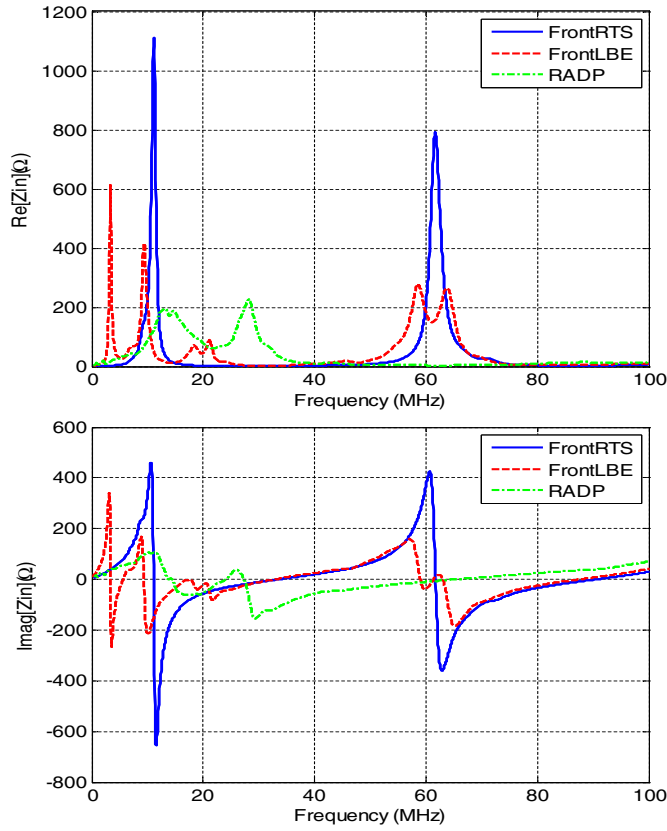 1200
1000
800
600
400
200
0
Re[Zin](Ω)
FrontRTS
FrontLBE
RADP
0 20 40 60 80 100
Frequency (MHz)
600
400
200
0
-200
-400
-600
-800
Imag[Zin](Ω)
FrontRTS
FrontLBE
RADP
0 20 40 60 80 100
Frequency (MHz)